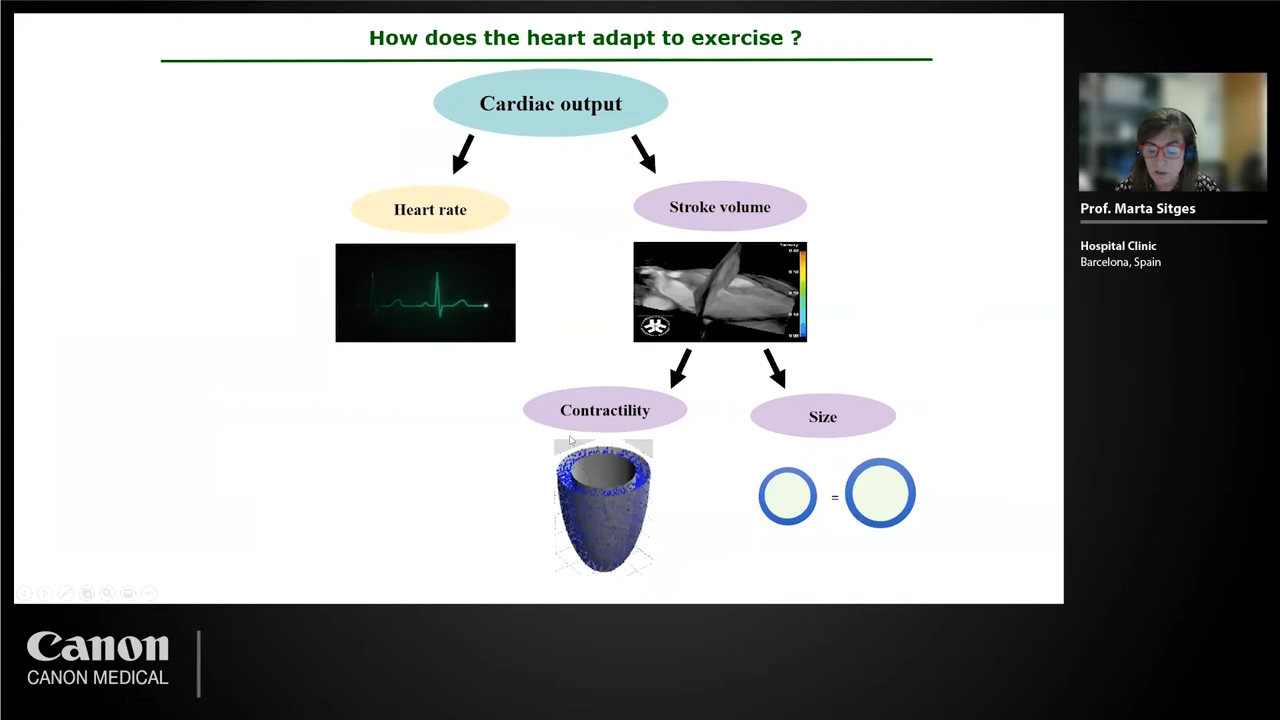 How does the heart adapt to exercise ?
Cardiac output
Heart rate
Stroke volume
Contractility
Size
=
Prof. Marta Sitges
Hospital Clinic
Barcelona, Spain
Canon
CANON MEDICAL